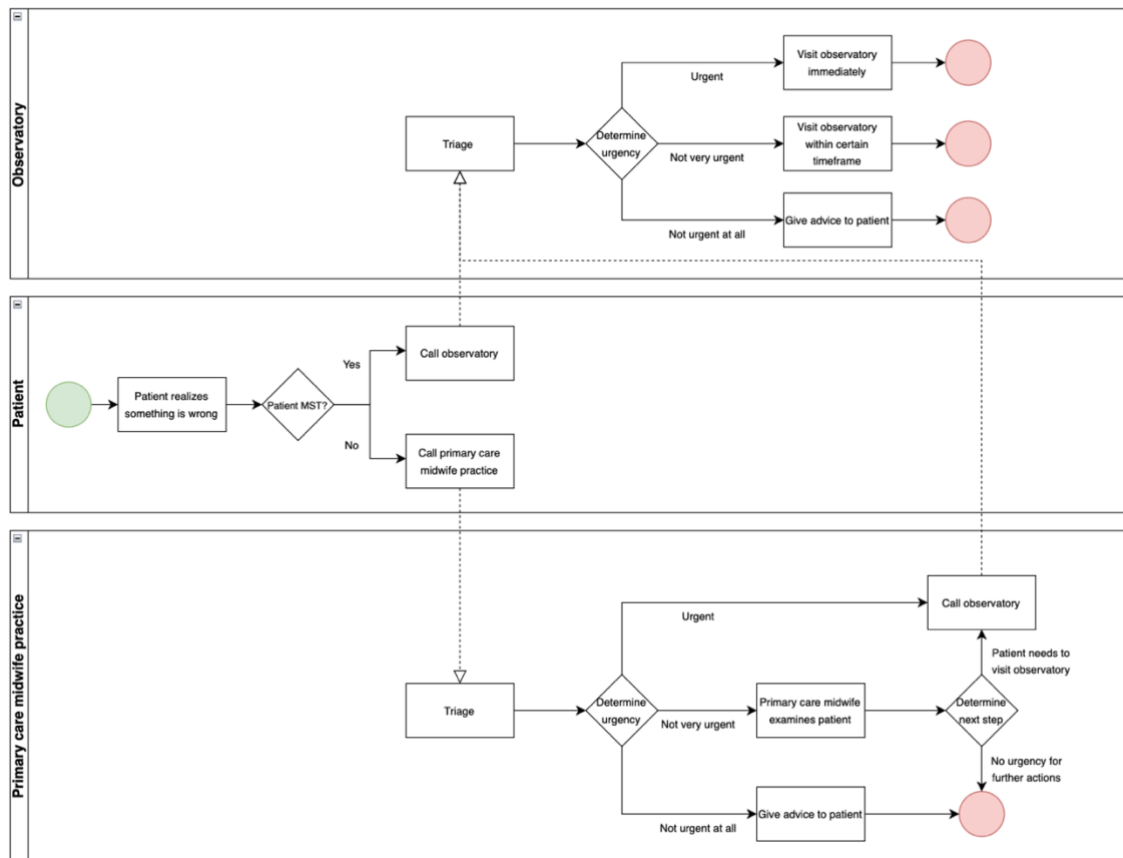 Observatory
Visit observatory
immediately
Urgent
Triage
Determine
urgency
Not very urgent
Visit observatory
within certain
timeframe
Give advice to patient
Not urgent at all
Patient
Patient realizes
something is wrong
Patient MST?
Yes
Call observatory
No
Call primary care
midwife practice
Primary care midwife practice
Call observatory
Urgent
Patient needs to
visit observatory
Triage
Determine
urgency
Not very urgent
Primary care midwife
examines patient
Determine
next step
No urgency for
further actions
Give advice to patient
Not urgent at all